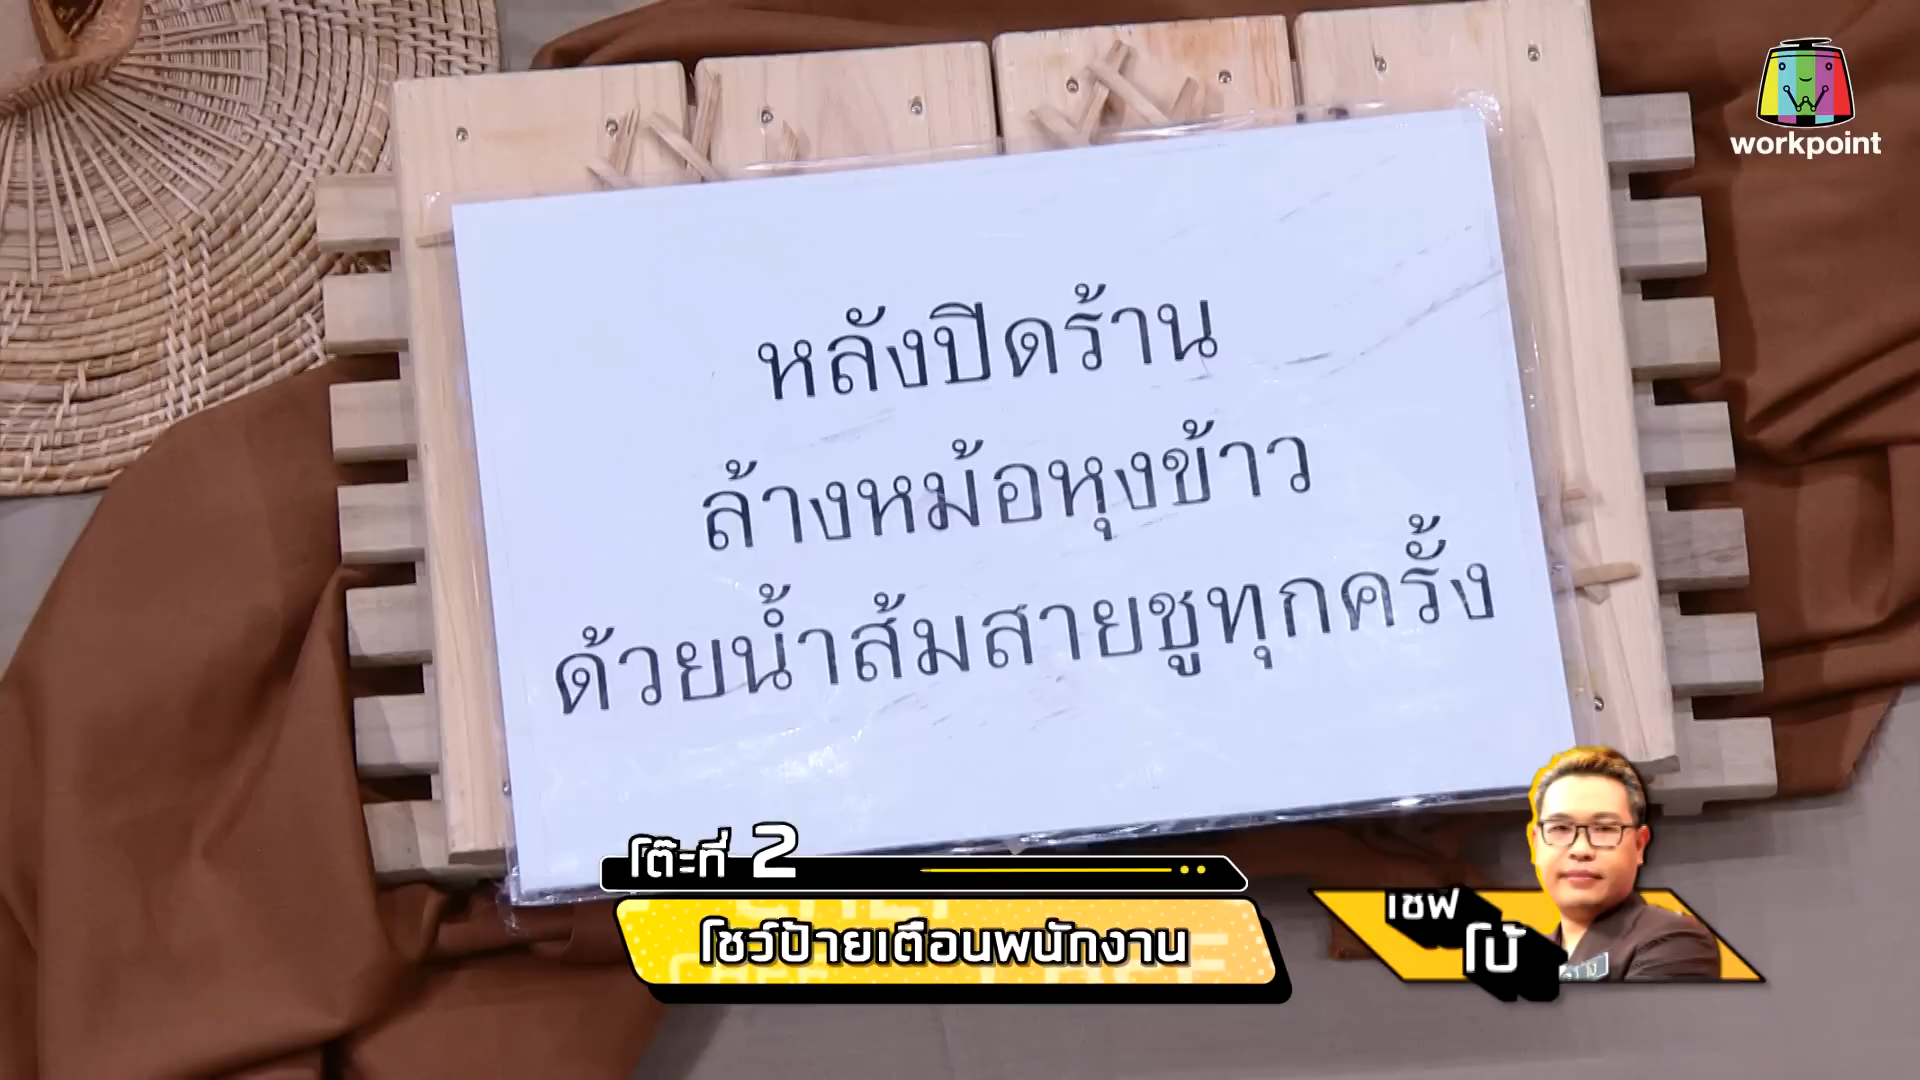 workpoint
หลังปิดร้าน
ล้างหม้อหุงข้าว
ด้วยน้ำส้มสายชูทุกครั้ง
โต๊ะที่ 2
โชว์ป้ายเตือนพนักงาน
เชฟ
โบ้